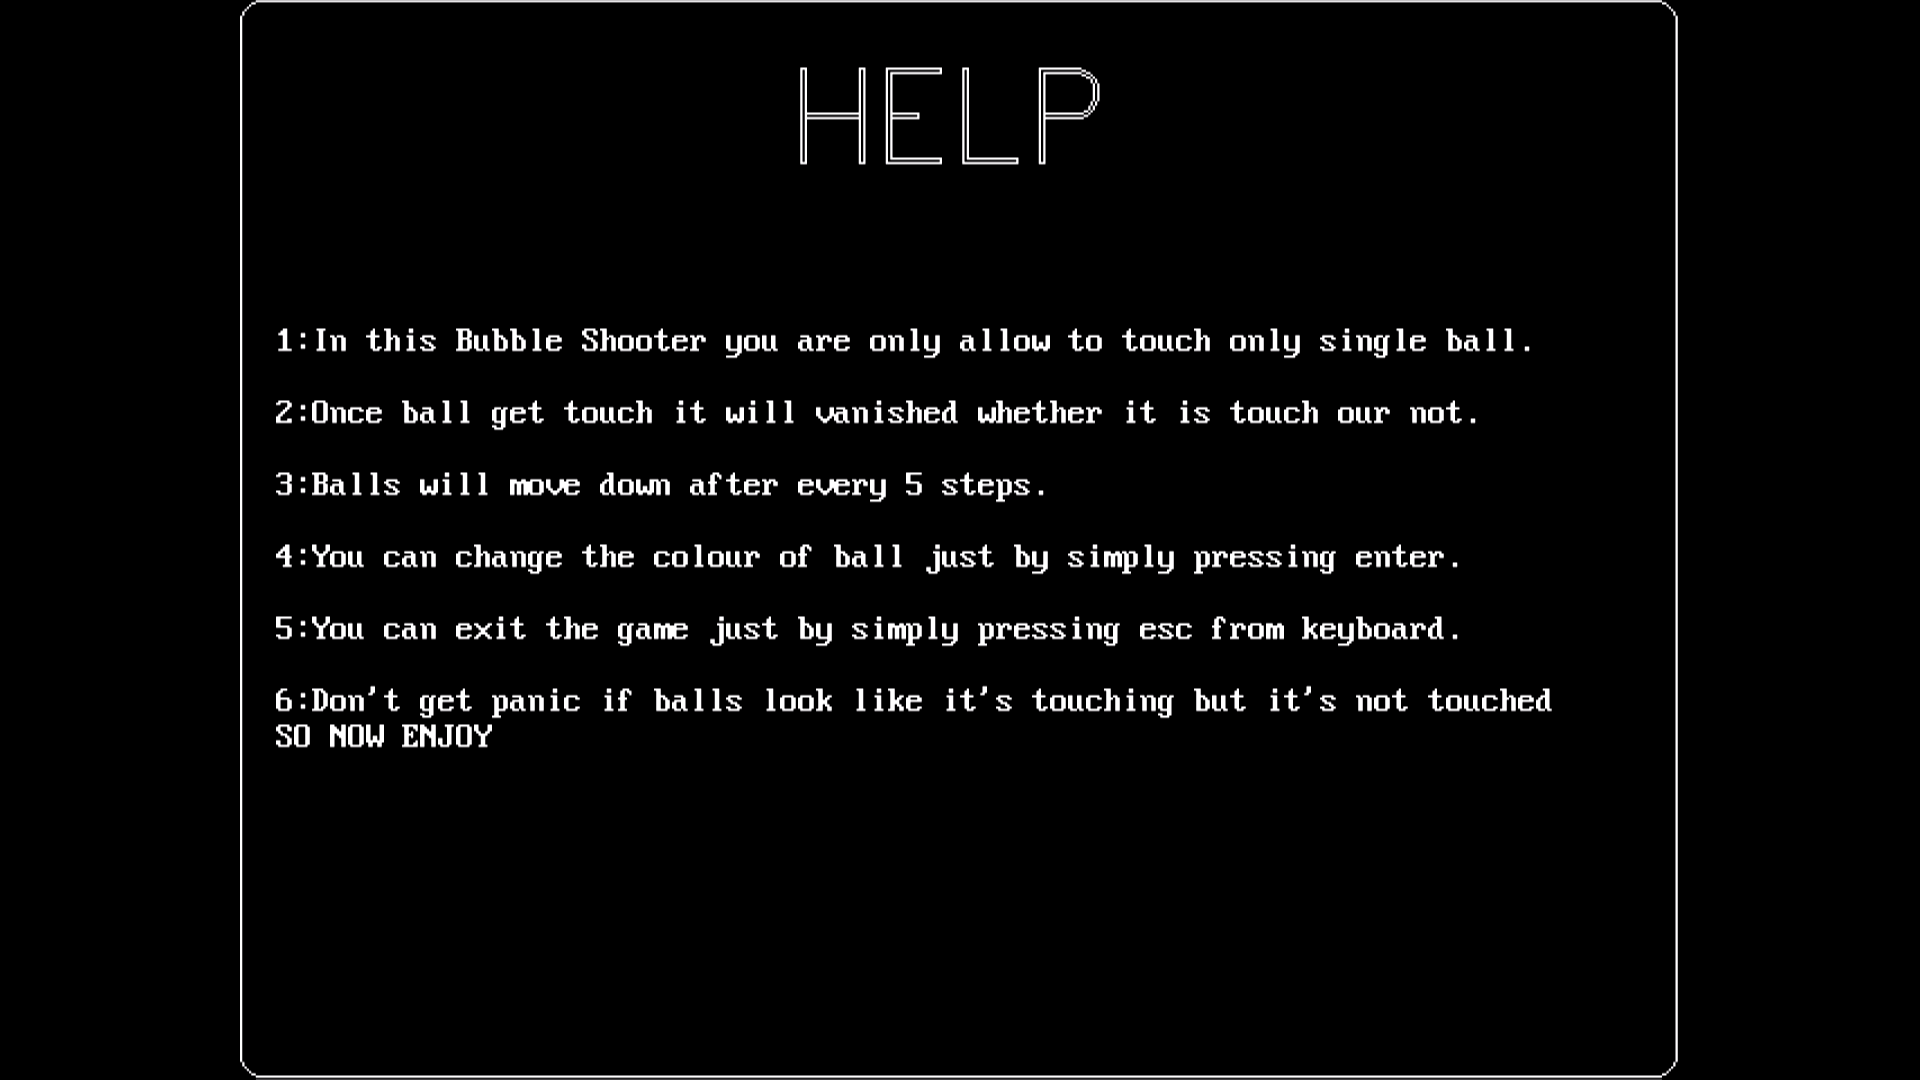 HELP
1:In this Bubble Shooter you are only allow to touch only single ball.
2:Once ball get touch it will vanished whether it is touch our not.
3:Balls will move down after every 5 steps.
4:You can change the colour of ball just by simply pressing enter.
5:You can exit the game just by simply pressing esc from keyboard.
6:Don't get panic if balls look like it's touching but it's not touched
SO NOW ENJOY